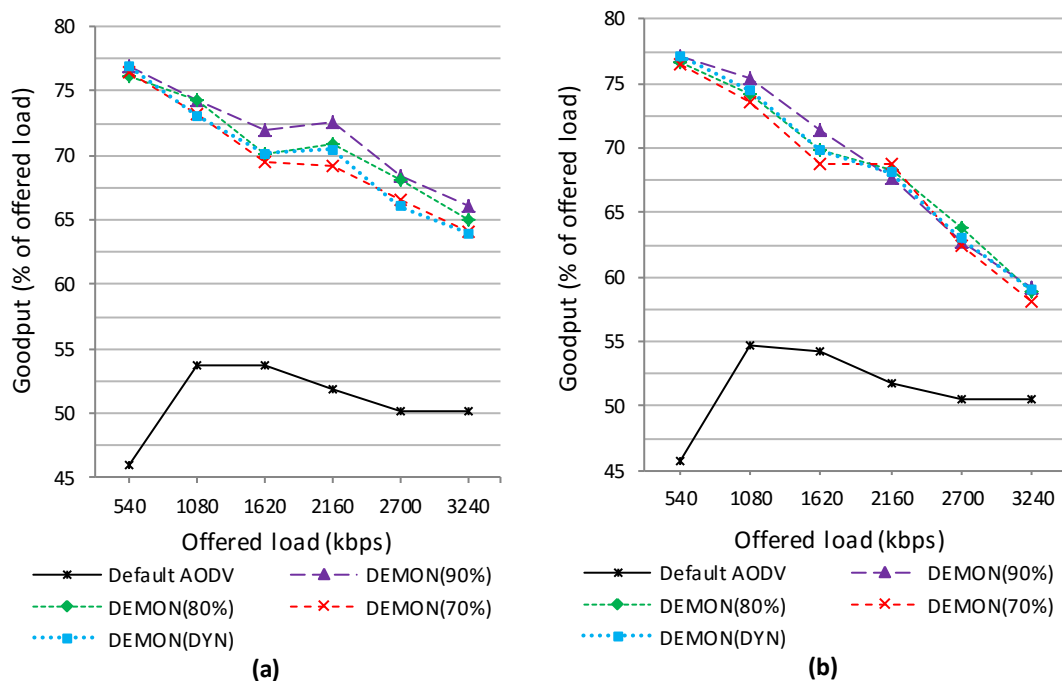 80
75
70
65
60
55
50
45
Goodput (% of offered load)
540 1080 1620 2160 2700 3240
Offered load (kbps)
Default AODV
DEMON(90%)
DEMON(80%)
DEMON(70%)
DEMON(DYN)
(a)
80
75
70
65
60
55
50
45
Goodput (% of offered load)
540 1080 1620 2160 2700 3240
Offered load (kbps)
Default AODV
DEMON(90%)
DEMON(80%)
DEMON(70%)
DEMON(DYN)
(b)